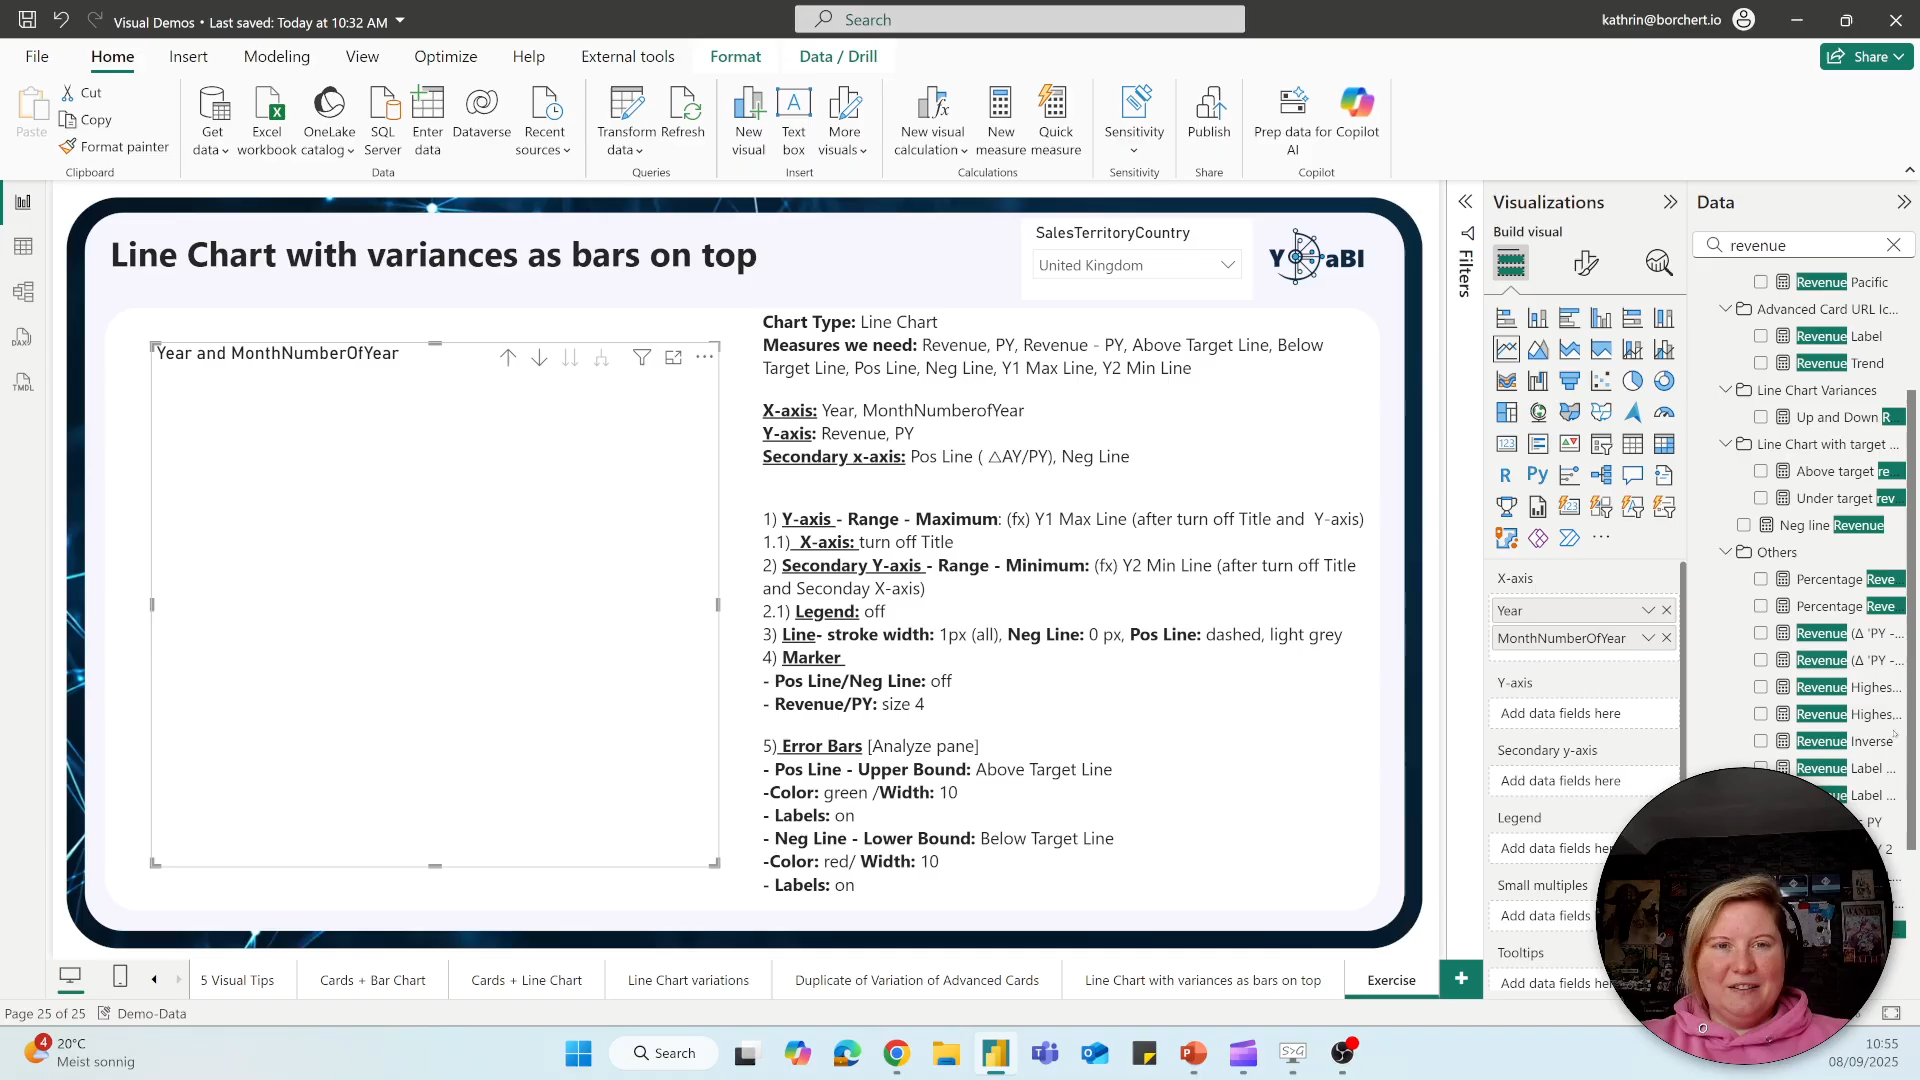 Visual Demos • Last saved: Today at 10:32 AM
Search
kathrin@borchert.io
File
Home
Insert
Modeling
View
Optimize
Help
External tools
Format
Data / Drill
Share
Paste
Cut
Copy
Format painter
Get data
Excel workbook
OneLake catalog
SQL Server
Enter data
Dataverse
Recent sources
Transform data
Refresh
New visual
Text box
More visuals
New visual calculation
New measure
Quick measure
Sensitivity
Publish
Prep data for AI
Copilot
Clipboard
Data
Queries
Insert
Calculations
Sensitivity
Share
Copilot
Line Chart with variances as bars on top
SalesTerritoryCountry
United Kingdom
YodaBI
Year and MonthNumberOfYear
Chart Type: Line Chart
Measures we need: Revenue, PY, Revenue - PY, Above Target Line, Below
Target Line, Pos Line, Neg Line, Y1 Max Line, Y2 Min Line
X-axis: Year, MonthNumberofYear
Y-axis: Revenue, PY
Secondary x-axis: Pos Line ( △AY/PY), Neg Line
1) Y-axis - Range - Maximum: (fx) Y1 Max Line (after turn off Title and Y-axis)
1.1) X-axis: turn off Title
2) Secondary Y-axis - Range - Minimum: (fx) Y2 Min Line (after turn off Title
and Seconday X-axis)
2.1) Legend: off
3) Line- stroke width: 1px (all), Neg Line: 0 px, Pos Line: dashed, light grey
4) Marker
- Pos Line/Neg Line: off
- Revenue/PY: size 4
5) Error Bars [Analyze pane]
- Pos Line - Upper Bound: Above Target Line
-Color: green /Width: 10
- Labels: on
- Neg Line - Lower Bound: Below Target Line
-Color: red/ Width: 10
- Labels: on
Filters
Visualizations
Build visual
X-axis
Year
MonthNumberOfYear
Y-axis
Add data fields here
Secondary y-axis
Add data fields here
Legend
Add data fields her
Small multiples
Add data fields
Tooltips
Add data fields her
Data
revenue
Revenue Pacific
Advanced Card URL Ic...
Revenue Label
Revenue Trend
Line Chart Variances
Up and Down R...
Line Chart with target ...
Above target re...
Under target rev...
Neg line Revenue
Others
Percentage Reve...
Percentage Reve...
Revenue (Δ 'PY -...
Revenue (Δ 'PY -...
Revenue Highes...
Revenue Highes...
Revenue Inverse
Revenue Label ...
ue Label ...
PY
2
5 Visual Tips
Cards + Bar Chart
Cards + Line Chart
Line Chart variations
Duplicate of Variation of Advanced Cards
Line Chart with variances as bars on top
Exercise
Page 25 of 25
Demo-Data
4
20°C
Meist sonnig
Search
10:55
08/09/2025